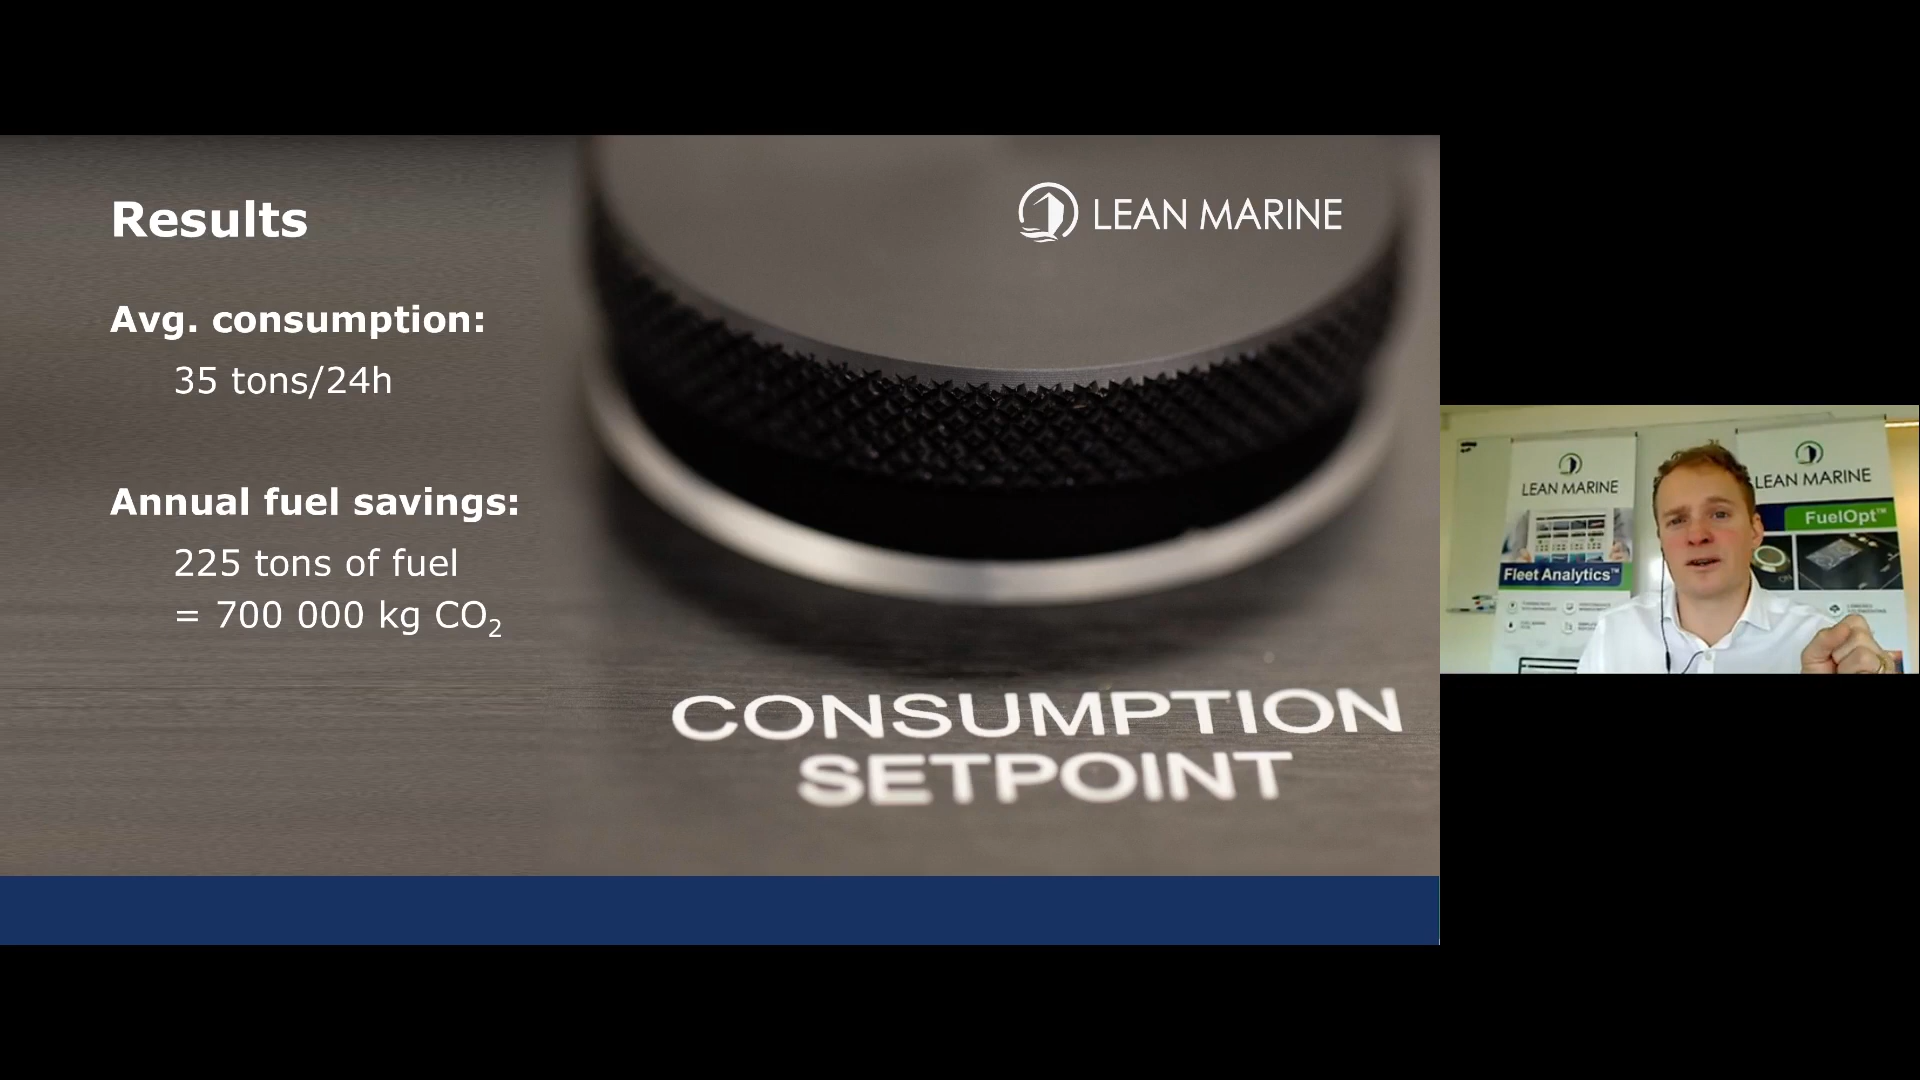 Results
LEAN MARINE
Avg. consumption:
35 tons/24h
Annual fuel savings:
225 tons of fuel
= 700 000 kg CO₂
CONSUMPTION
SETPOINT
LEAN MARINE
Fleet Analytics™
LEAN MARINE
FuelOpt™